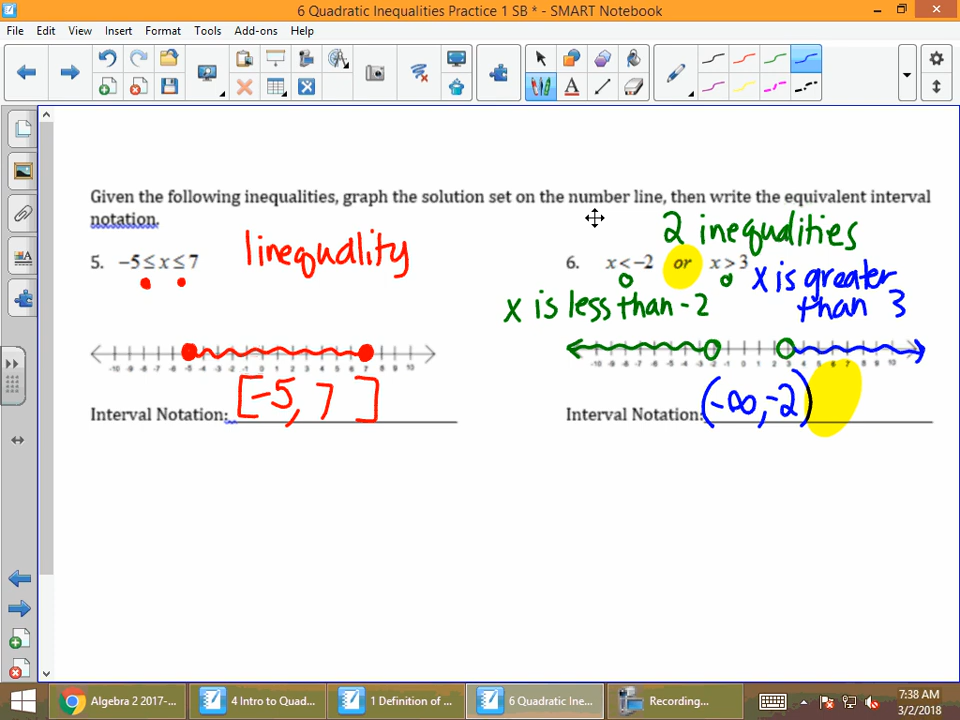 6 Quadratic Inequalities Practice 1 SB * - SMART Notebook
File Edit View Insert Format Tools Add-ons Help
Given the following inequalities, graph the solution set on the number line, then write the equivalent interval
notation.
2 inequalities
5. −5≤x≤7
1 inequality
6. x<−2 or x>3
x is greater
than 3
x is less than -2
-10 -9 -8 -7 -6 -5 -4 -3 -2 -1 0 1 2 3 4 5 6 7 8 9 10
-10 -9 -8 -7 -6 -5 -4 -3 -2 -1 0 1 2 3 4 5 6 7 8 9 10
[-5, 7]
Interval Notation:
(-∞,-2)
Interval Notation:
Algebra 2 2017-...
4 Intro to Quad...
1 Definition of ...
6 Quadratic Ine...
Recording...
7:38 AM
3/2/2018